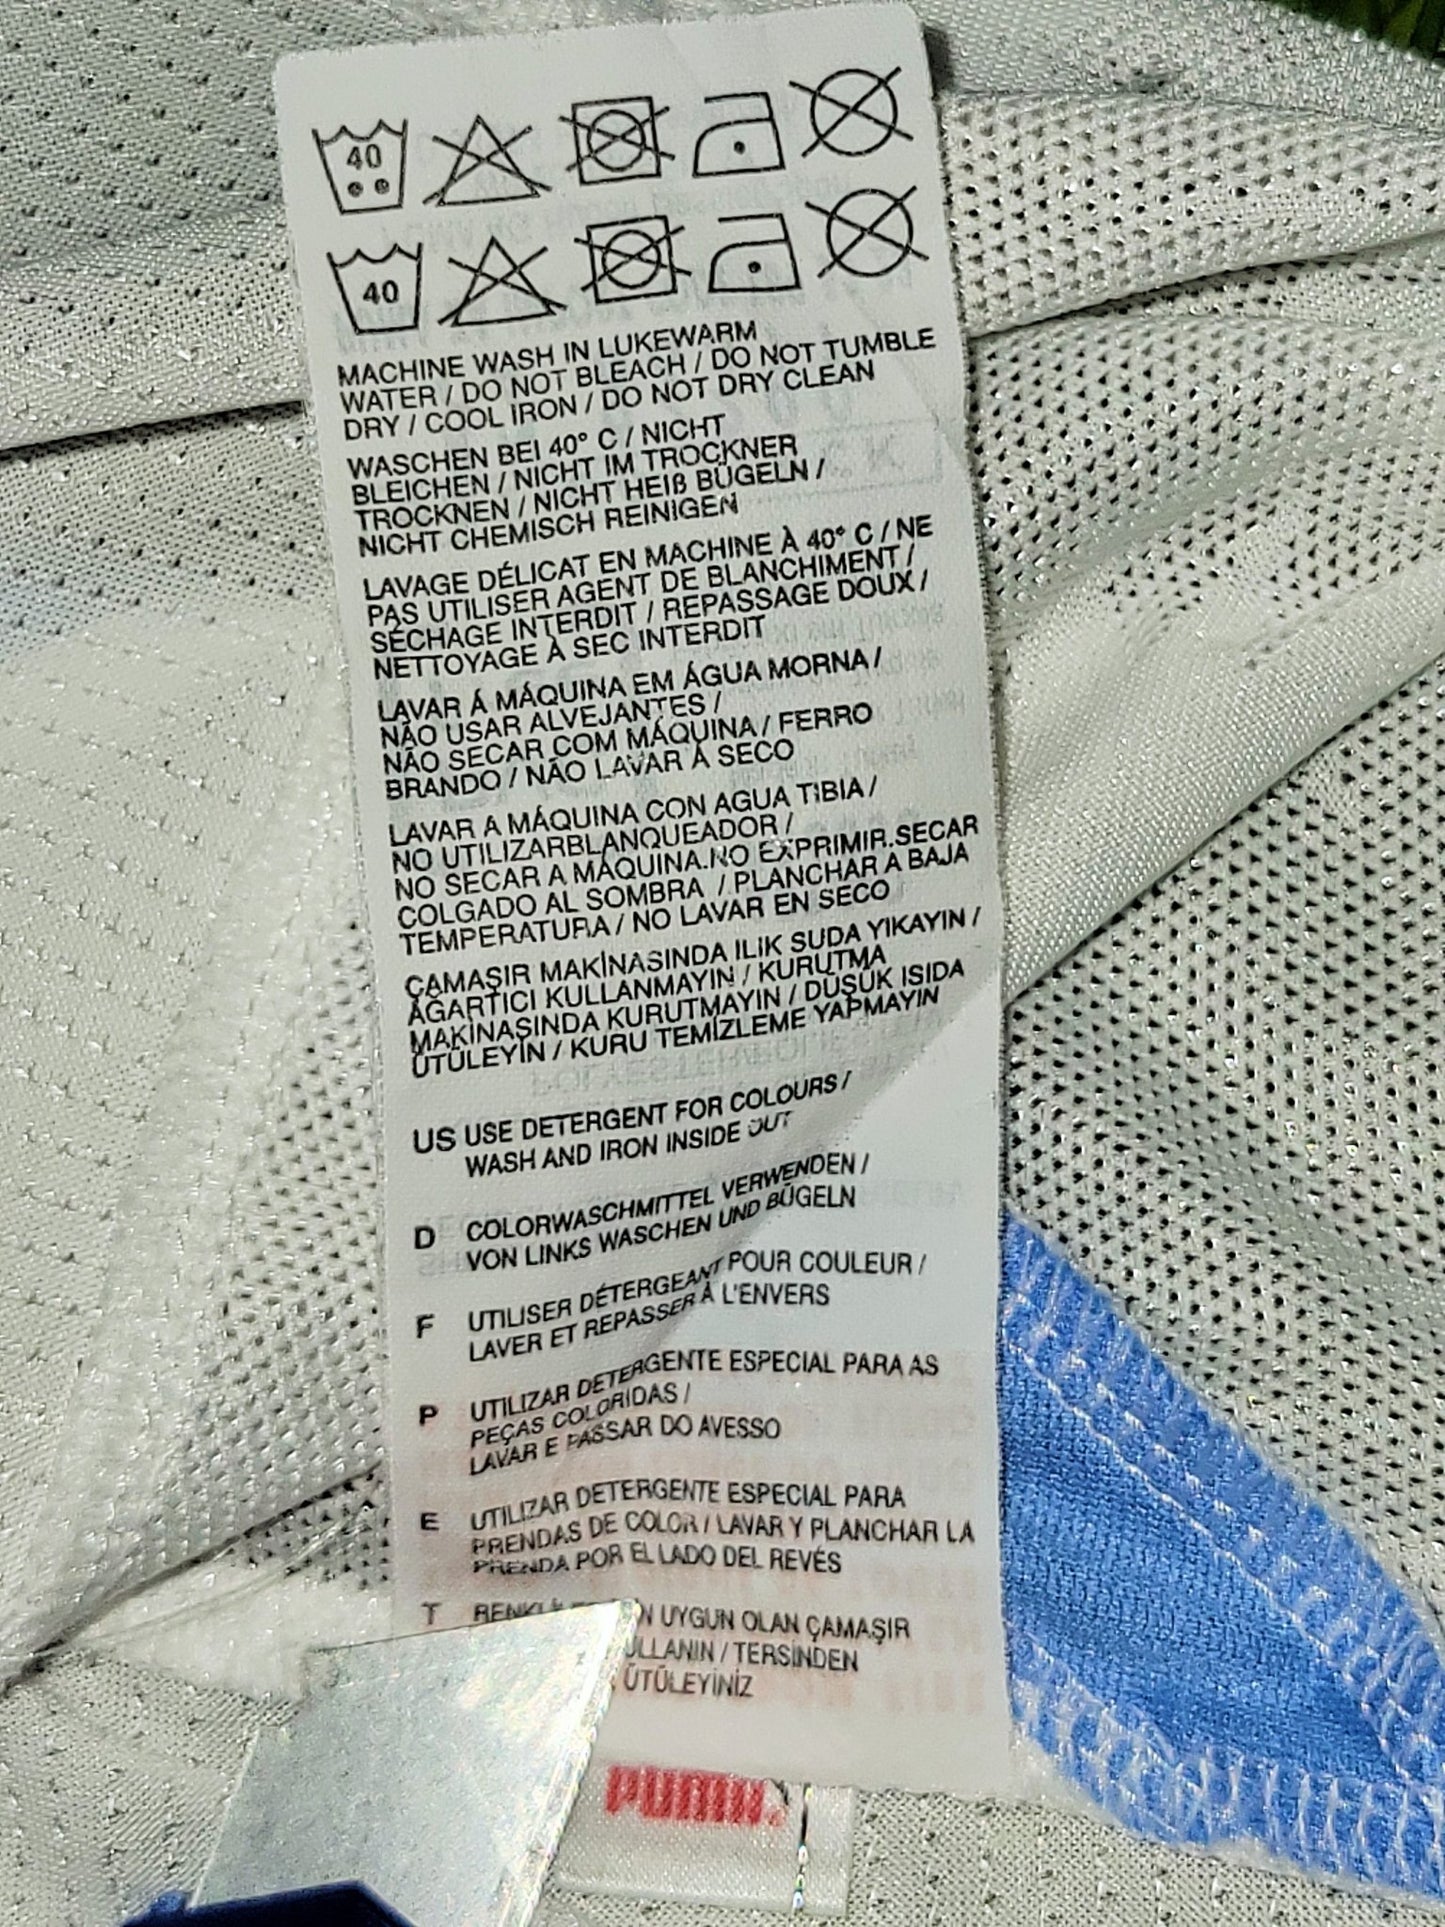 40
40
MACHINE WASH IN LUKEWARM
WATER / DO NOT BLEACH / DO NOT TUMBLE
DRY / COOL IRON / DO NOT DRY CLEAN
WASCHEN BEI 40° C / NICHT
BLEICHEN / NICHT IM TROCKNER
TROCKNEN / NICHT HEIß BÜGELN /
NICHT CHEMISCH REINIGEN
LAVAGE DÉLICAT EN MACHINE À 40° C / NE
PAS UTILISER AGENT DE BLANCHIMENT /
SÉCHAGE INTERDIT / REPASSAGE DOUX /
NETTOYAGE À SEC INTERDIT
LAVAR Á MÁQUINA EM ÁGUA MORNA /
NÃO USAR ALVEJANTES /
NÃO SECAR COM MÁQUINA / FERRO
BRANDO / NÃO LAVAR À SECO
LAVAR A MÁQUINA CON AGUA TIBIA /
NO UTILIZARBLANQUEADOR /
NO SECAR A MÁQUINA.NO EXPRIMIR.SECAR
COLGADO AL SOMBRA / PLANCHAR A BAJA
TEMPERATURA / NO LAVAR EN SECO
ÇAMAŞIR MAKİNASINDA ILIK SUDA YIKAYIN /
AĞARTICI KULLANMAYIN / KURUTMA
MAKİNASINDA KURUTMAYIN / DÜŞÜK ISIDA
ÜTÜLEYİN / KURU TEMİZLEME YAPMAYIN
US USE DETERGENT FOR COLOURS /
WASH AND IRON INSIDE OUT
D COLORWASCHMITTEL VERWENDEN /
VON LINKS WASCHEN UND BÜGELN
F UTILISER DÉTERGEANT POUR COULEUR /
LAVER ET REPASSER À L'ENVERS
P UTILIZAR DETERGENTE ESPECIAL PARA AS
PEÇAS COLORIDAS /
LAVAR E PASSAR DO AVESSO
E UTILIZAR DETERGENTE ESPECIAL PARA
PRENDAS DE COLOR / LAVAR Y PLANCHAR LA
PRENDA POR EL LADO DEL REVÉS
T UYGUN OLAN ÇAMAŞIR
/ TERSİNDEN
ÜTÜLEYİNİZ
PUMA